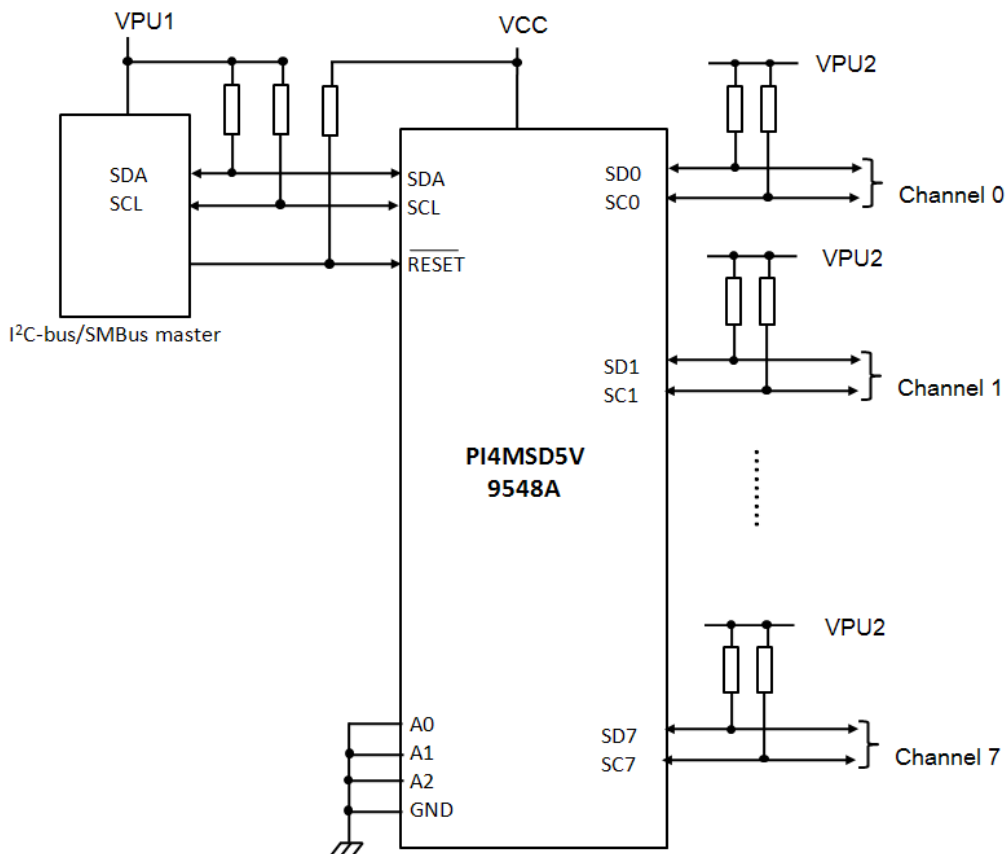 VPU1
VCC
VPU2
SDA
SCL
SDA
SCL
RESET
I²C-bus/SMBus master
SD0
SC0
Channel 0
VPU2
SD1
SC1
Channel 1
PI4MSD5V
9548A
VPU2
A0
A1
A2
GND
SD7
SC7
Channel 7